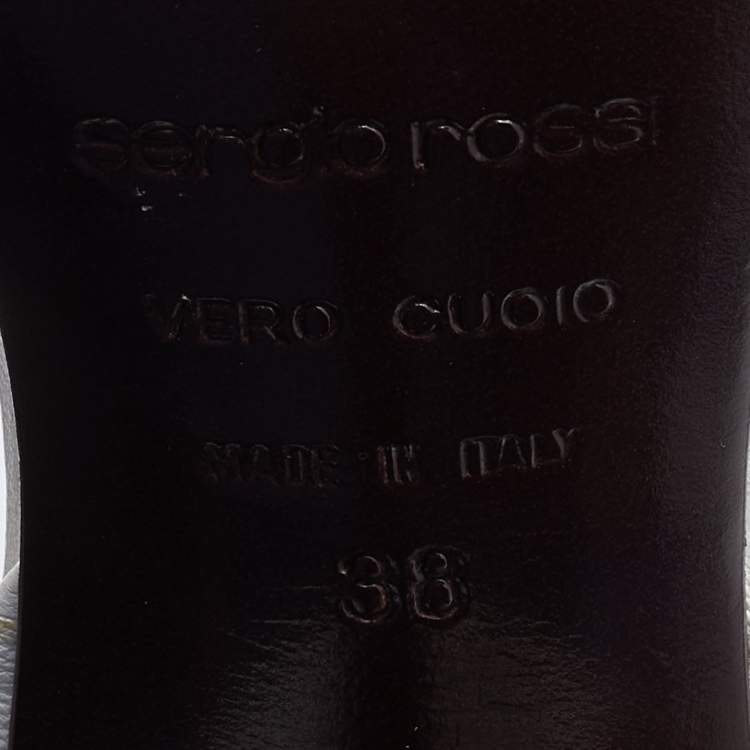 sergio rossi
VERO CUOIO
MADE IN ITALY
38